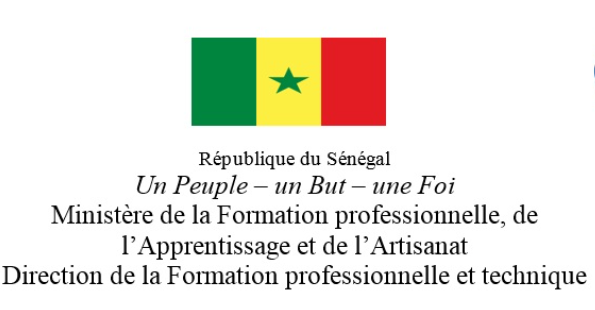 République du Sénégal
Un Peuple – un But – une Foi
Ministère de la Formation professionnelle, de
l’Apprentissage et de l’Artisanat
Direction de la Formation professionnelle et technique